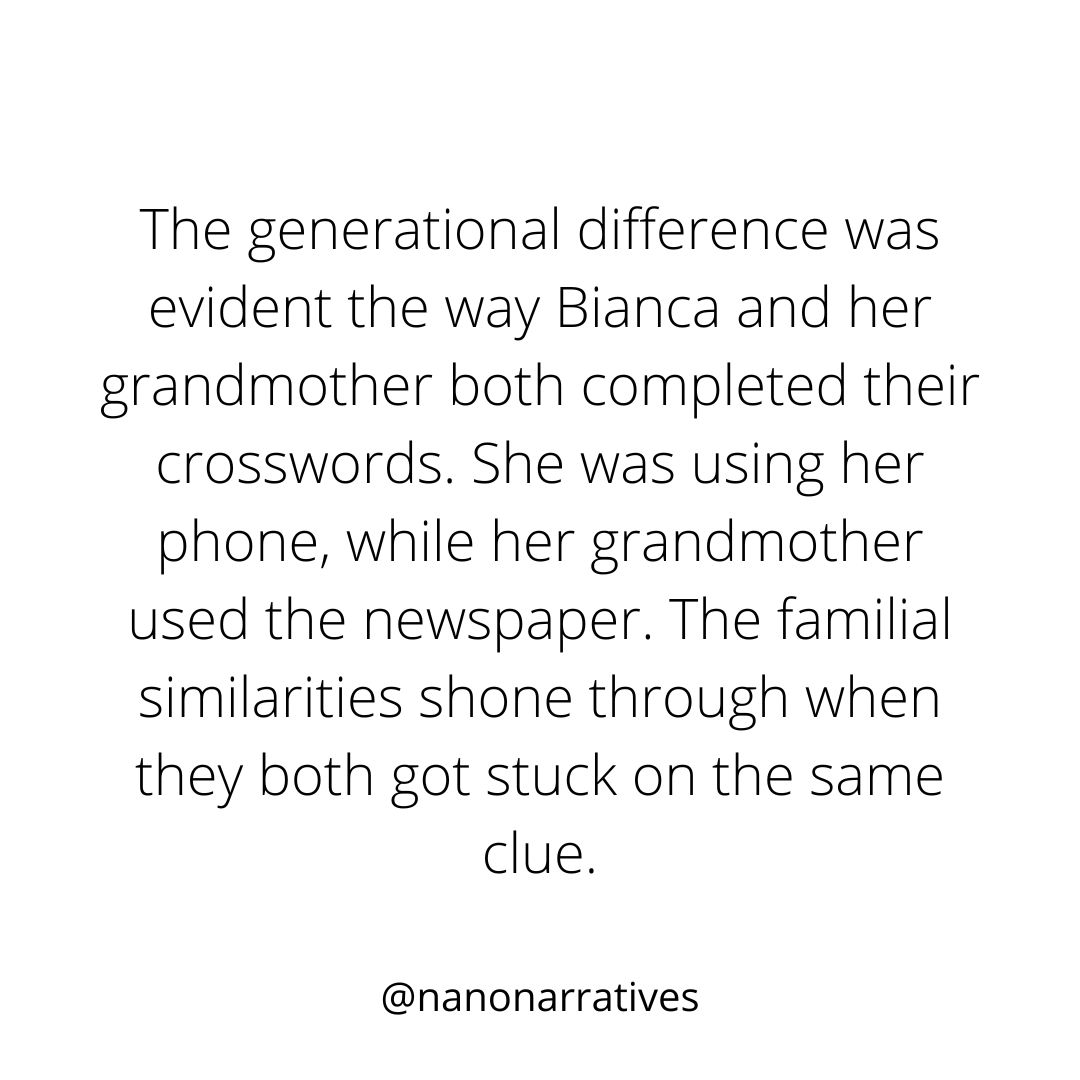 The generational difference was
evident the way Bianca and her
grandmother both completed their
crosswords. She was using her
phone, while her grandmother
used the newspaper. The familial
similarities shone through when
they both got stuck on the same
clue.
@nanonarratives